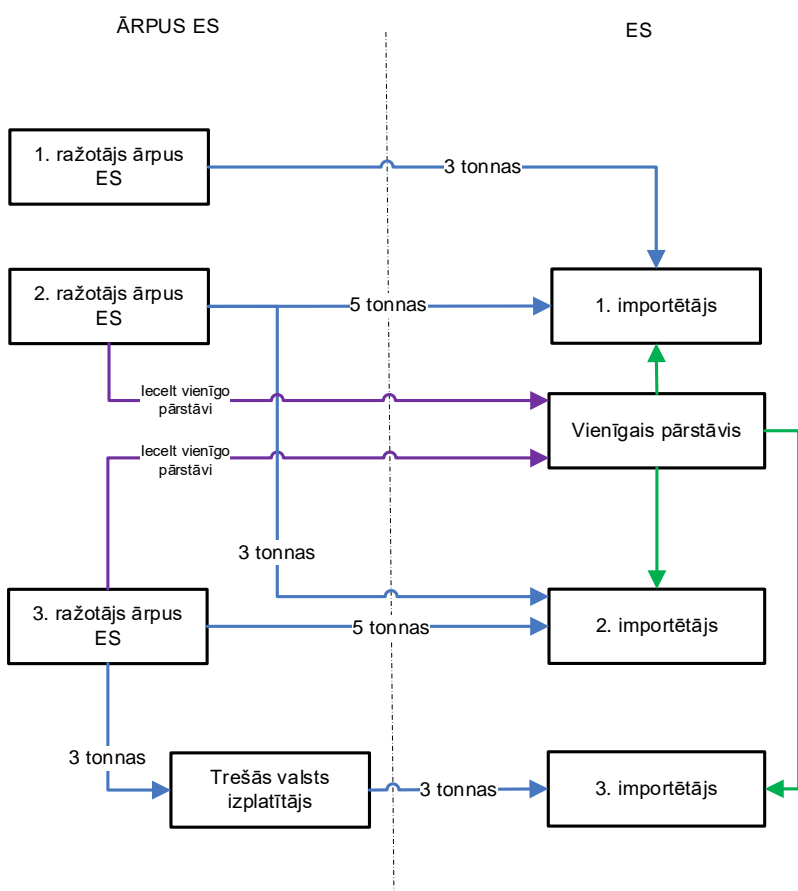 ĀRPUS ES
ES
1. ražotājs ārpus
ES
3 tonnas
2. ražotājs ārpus
ES
5 tonnas
1. importētājs
Iecelt vienīgo
pārstāvi
Vienīgais pārstāvis
Iecelt vienīgo
pārstāvi
3 tonnas
3. ražotājs ārpus
ES
5 tonnas
2. importētājs
3 tonnas
Trešās valsts
izplatītājs
3 tonnas
3. importētājs